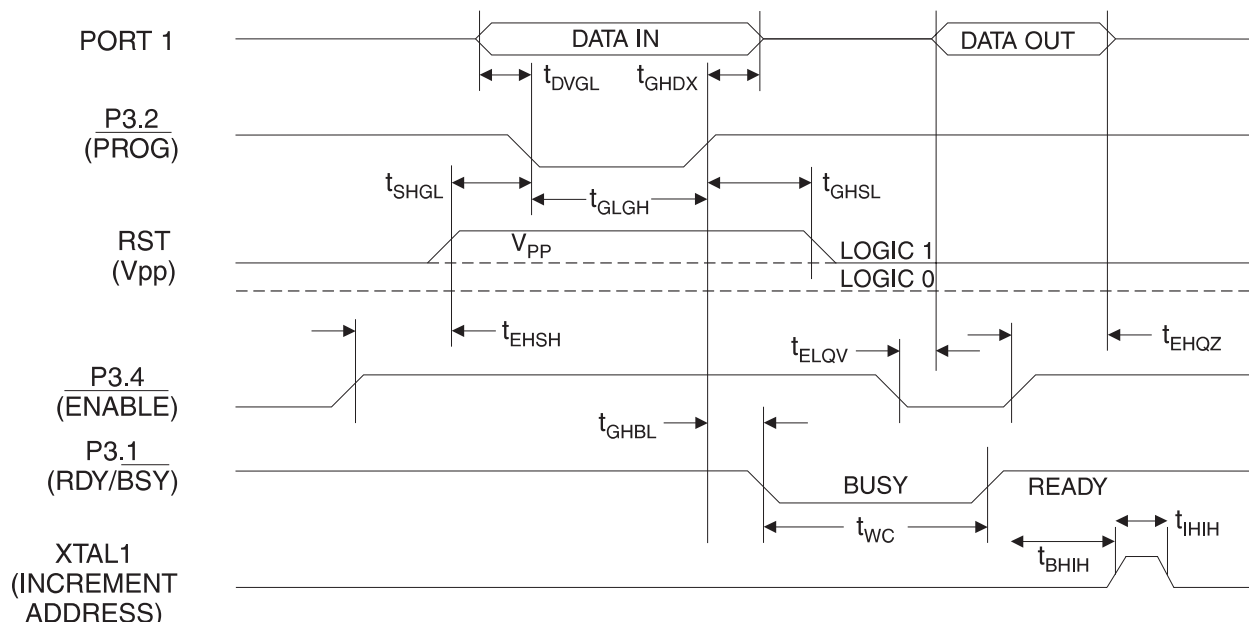 PORT 1
DATA IN
DATA OUT
tDVGL
tGHDX
P3.2
(PROG)
tSHGL
tGLGH
tGHSL
RST
(Vpp)
VPP
LOGIC 1
LOGIC 0
tEHSH
tELQV
tEHQZ
P3.4
(ENABLE)
tGHBL
P3.1
(RDY/BSY)
BUSY
READY
tWC
tIHIH
tBHIH
XTAL1
(INCREMENT
ADDRESS)